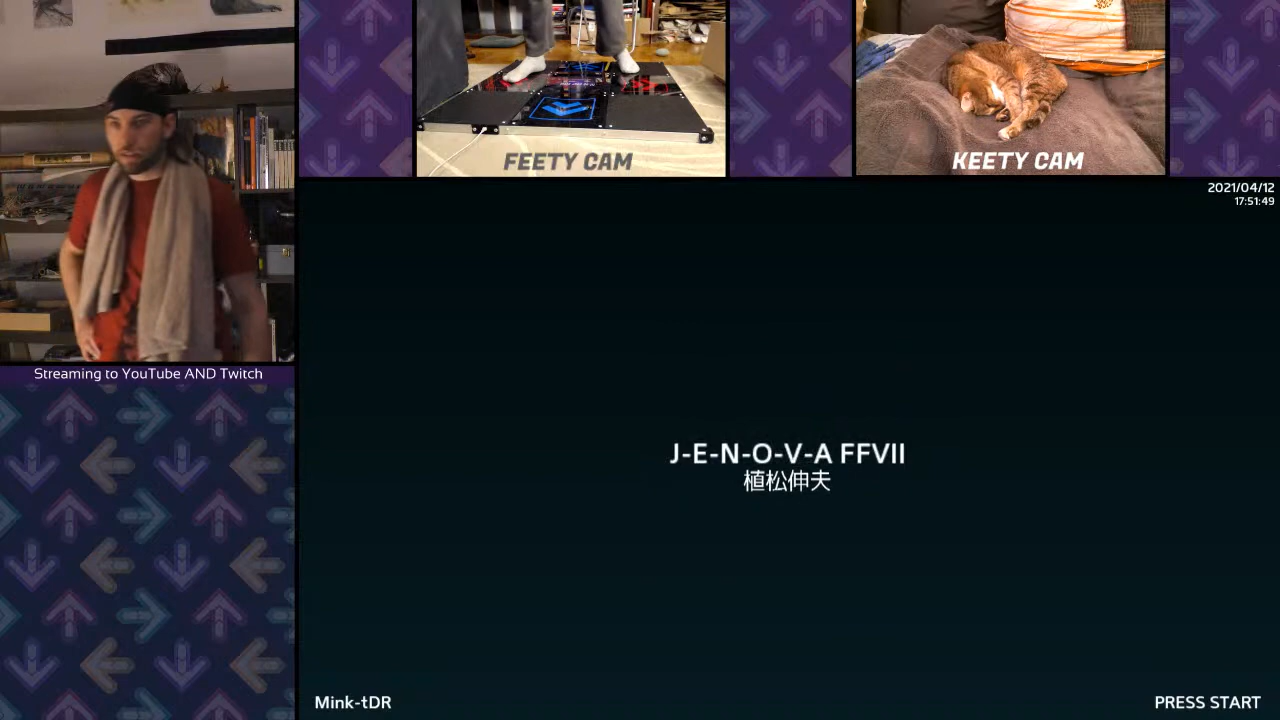 FEETY CAM
KEETY CAM
2021/04/12
17:51:49
Streaming to YouTube AND Twitch
J-E-N-O-V-A FFVII
植松伸夫
Mink-tDR
PRESS START